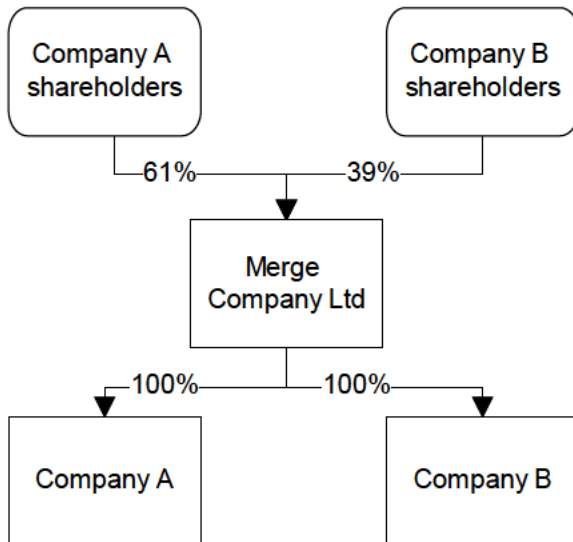 Company A
shareholders
Company B
shareholders
61%
39%
Merge
Company Ltd
100%
100%
Company A
Company B